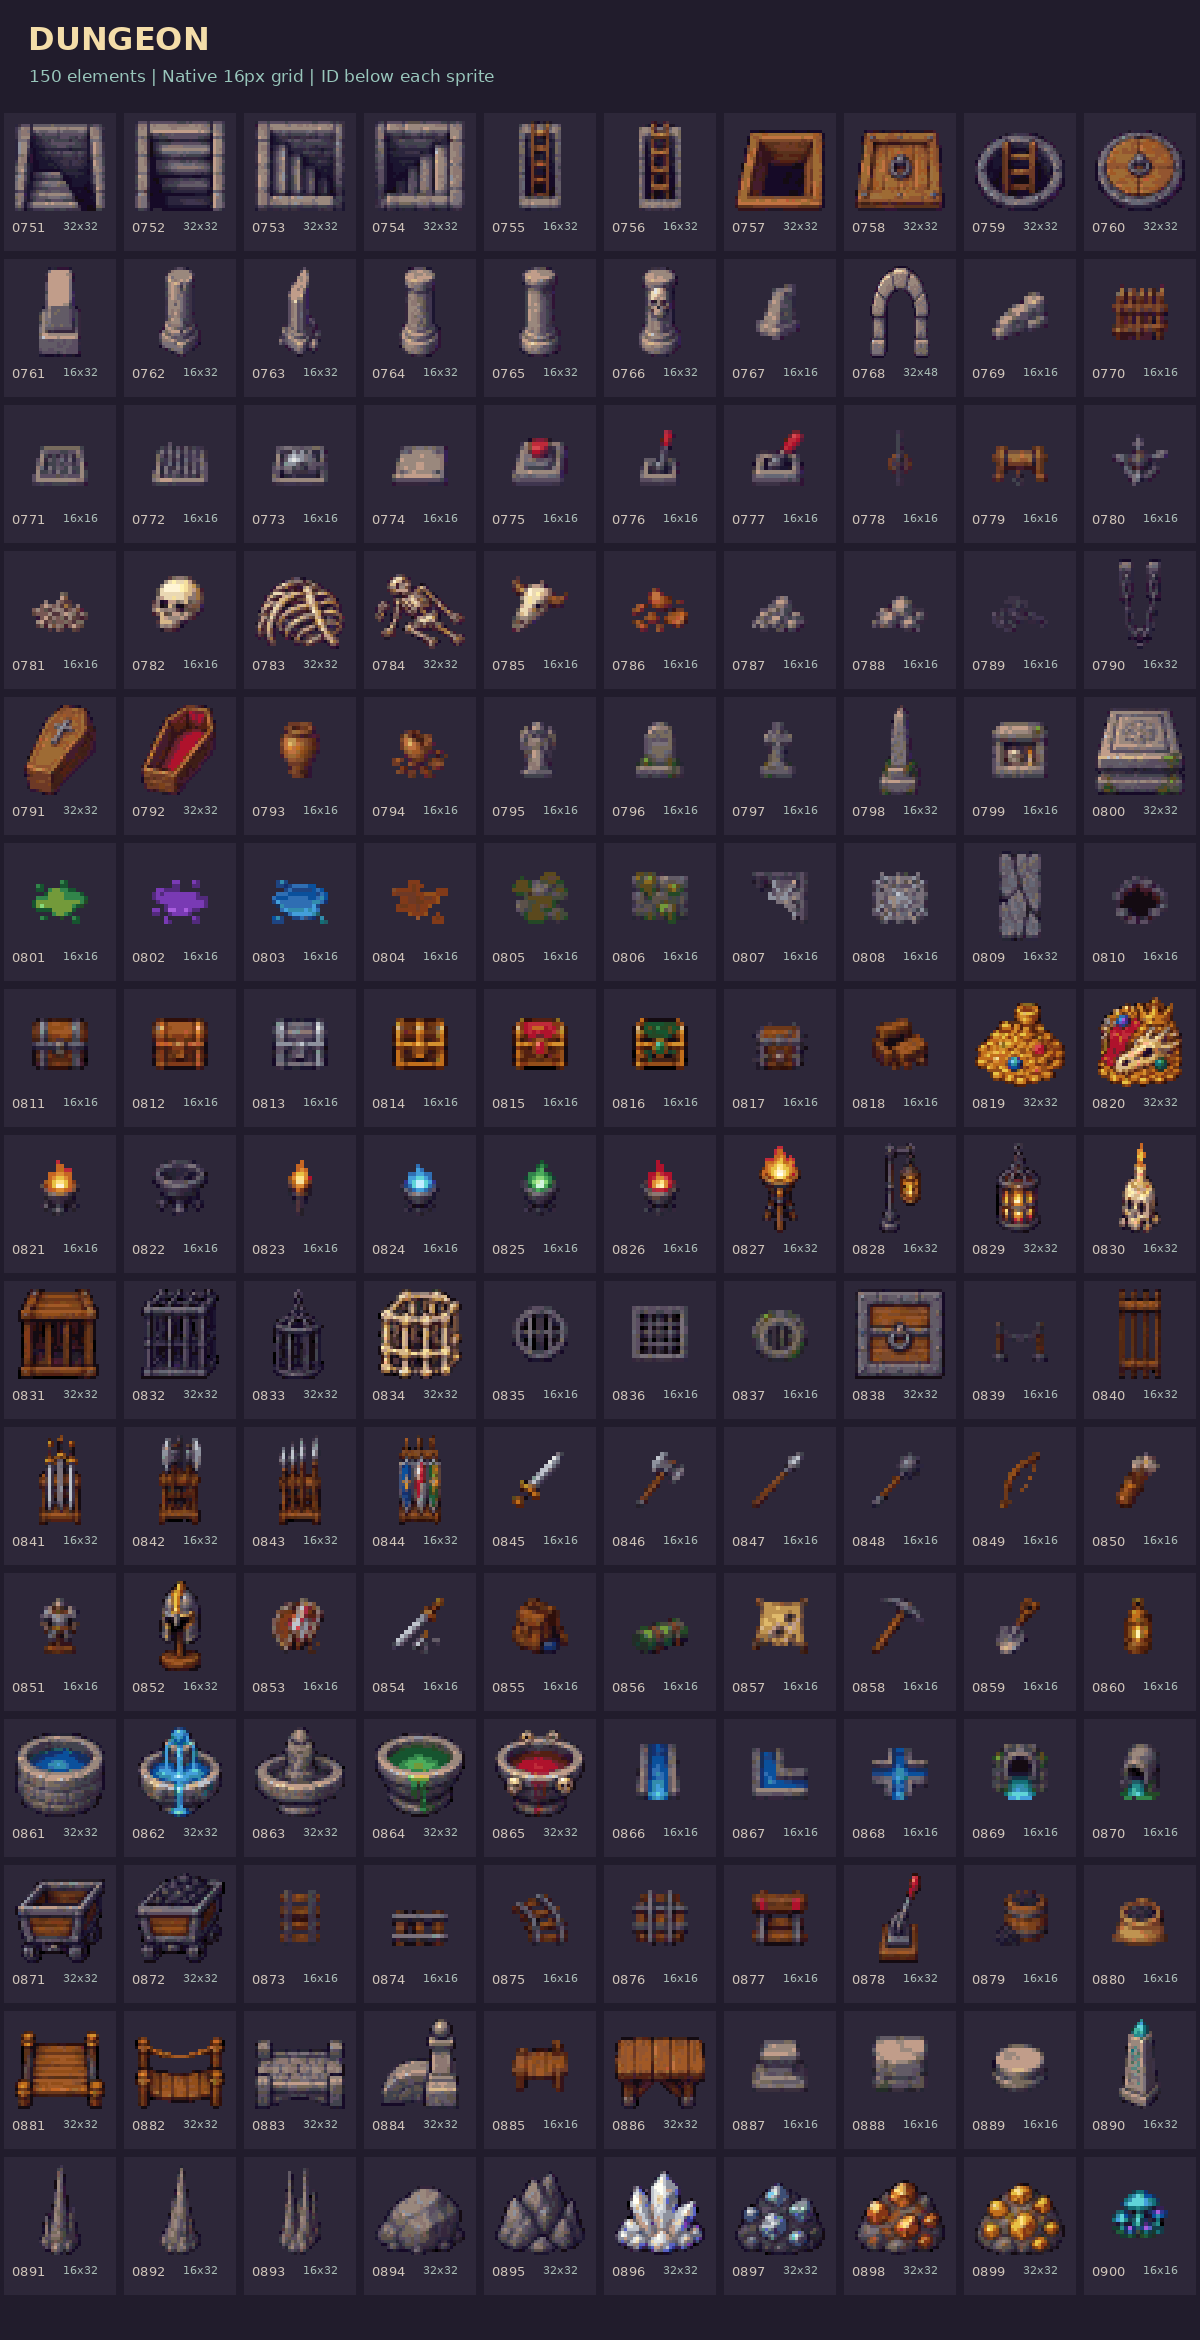 DUNGEON
150 elements | Native 16px grid | ID below each sprite
0751 32x32 0752 32x32 0753 32x32 0754 32x32 0755 16x32 0756 16x32 0757 32x32 0758 32x32 0759 32x32 0760 32x32
0761 16x32 0762 16x32 0763 16x32 0764 16x32 0765 16x32 0766 16x32 0767 16x16 0768 32x48 0769 16x16 0770 16x16
0771 16x16 0772 16x16 0773 16x16 0774 16x16 0775 16x16 0776 16x16 0777 16x16 0778 16x16 0779 16x16 0780 16x16
0781 16x16 0782 16x16 0783 32x32 0784 32x32 0785 16x16 0786 16x16 0787 16x16 0788 16x16 0789 16x16 0790 16x32
0791 32x32 0792 32x32 0793 16x16 0794 16x16 0795 16x16 0796 16x16 0797 16x16 0798 16x32 0799 16x16 0800 32x32
0801 16x16 0802 16x16 0803 16x16 0804 16x16 0805 16x16 0806 16x16 0807 16x16 0808 16x16 0809 16x32 0810 16x16
0811 16x16 0812 16x16 0813 16x16 0814 16x16 0815 16x16 0816 16x16 0817 16x16 0818 16x16 0819 32x32 0820 32x32
0821 16x16 0822 16x16 0823 16x16 0824 16x16 0825 16x16 0826 16x16 0827 16x32 0828 16x32 0829 32x32 0830 16x32
0831 32x32 0832 32x32 0833 32x32 0834 32x32 0835 16x16 0836 16x16 0837 16x16 0838 32x32 0839 16x16 0840 16x32
0841 16x32 0842 16x32 0843 16x32 0844 16x32 0845 16x16 0846 16x16 0847 16x16 0848 16x16 0849 16x16 0850 16x16
0851 16x16 0852 16x32 0853 16x16 0854 16x16 0855 16x16 0856 16x16 0857 16x16 0858 16x16 0859 16x16 0860 16x16
0861 32x32 0862 32x32 0863 32x32 0864 32x32 0865 32x32 0866 16x16 0867 16x16 0868 16x16 0869 16x16 0870 16x16
0871 32x32 0872 32x32 0873 16x16 0874 16x16 0875 16x16 0876 16x16 0877 16x16 0878 16x32 0879 16x16 0880 16x16
0881 32x32 0882 32x32 0883 32x32 0884 32x32 0885 16x16 0886 32x32 0887 16x16 0888 16x16 0889 16x16 0890 16x32
0891 16x32 0892 16x32 0893 16x32 0894 32x32 0895 32x32 0896 32x32 0897 32x32 0898 32x32 0899 32x32 0900 16x16